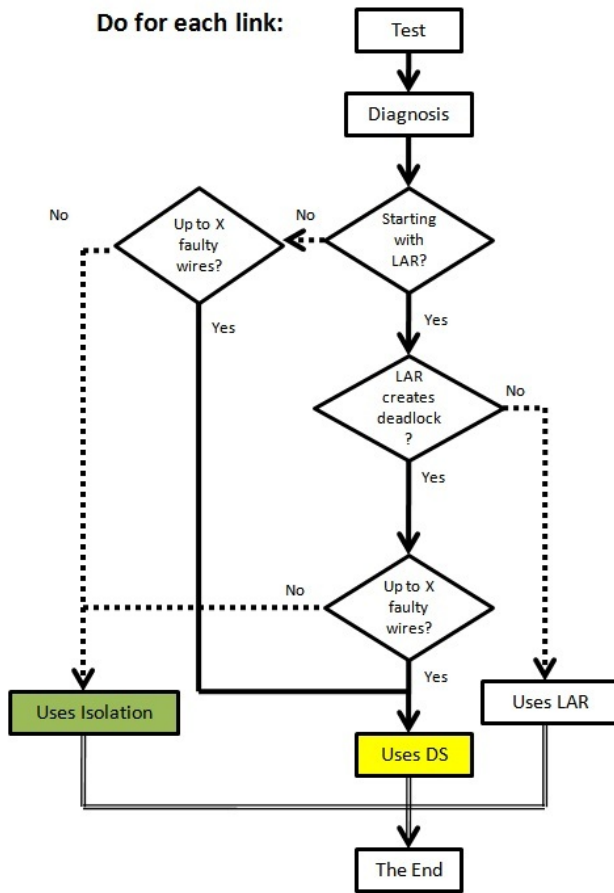 Do for each link:
Test
Diagnosis
No
Up to X
faulty
wires?
No
Starting
with
LAR?
Yes
Yes
LAR
creates
deadlock
?
No
Yes
No
Up to X
faulty
wires?
Yes
Uses Isolation
Uses LAR
Uses DS
The End